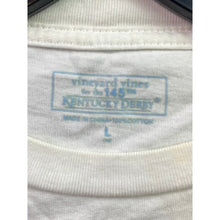 vineyard vines
for the 145th
KENTUCKY DERBY
L